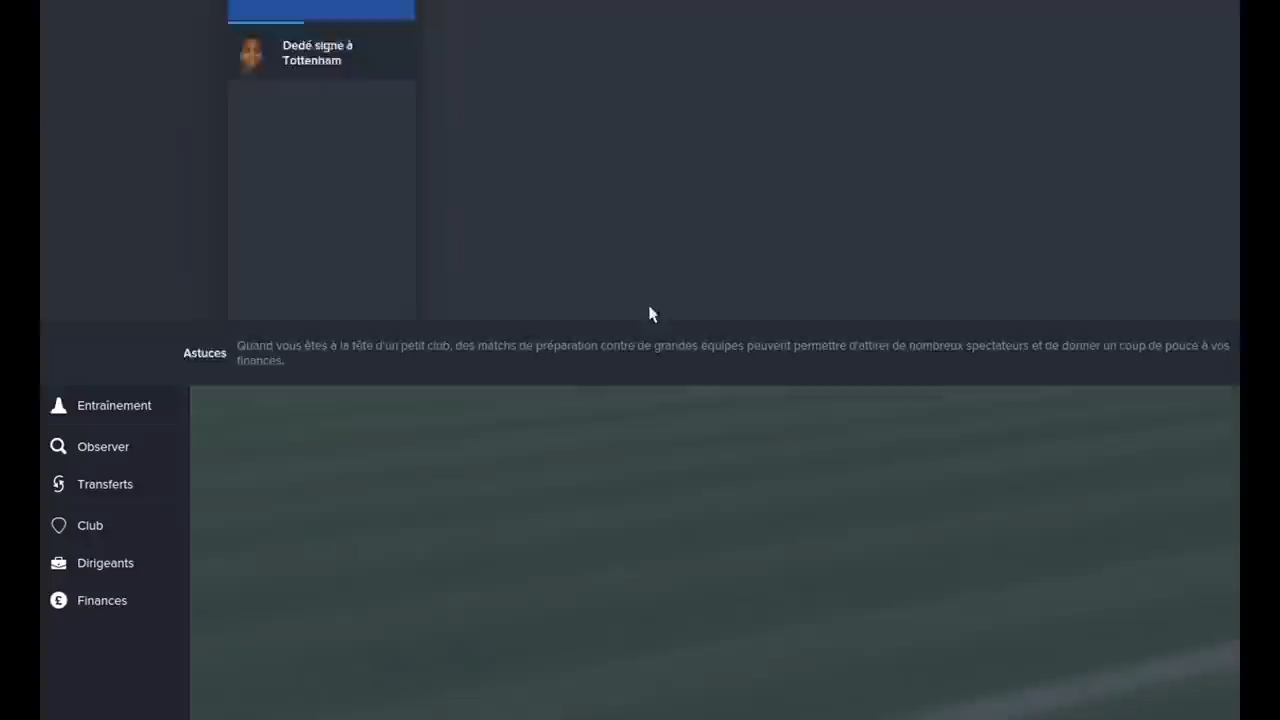 Dedé signe à
Tottenham
Astuces
Quand vous êtes à la tête d'un petit club, des matchs de préparation contre de grandes équipes peuvent permettre d'attirer de nombreux spectateurs et de donner un coup de pouce à vos
finances.
Entraînement
Observer
Transferts
Club
Dirigeants
Finances